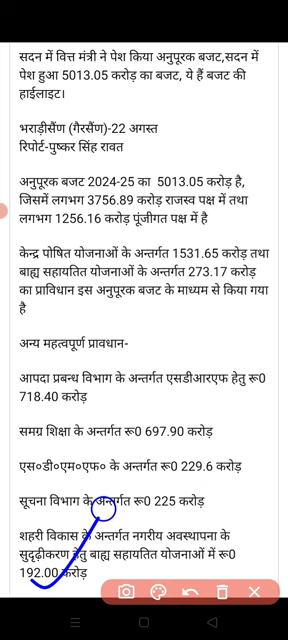 सदन में वित्त मंत्री ने पेश किया अनुपूरक बजट,सदन में
पेश हुआ 5013.05 करोड़ का बजट, ये हैं बजट की
हाईलाइट।
भराड़ीसैंण (गैरसैंण)-22 अगस्त
रिपोर्ट-पुष्कर सिंह रावत
अनुपूरक बजट 2024-25 का 5013.05 करोड़ है,
जिसमें लगभग 3756.89 करोड़ राजस्व पक्ष में तथा
लगभग 1256.16 करोड़ पूंजीगत पक्ष में है
केन्द्र पोषित योजनाओं के अन्तर्गत 1531.65 करोड़ तथा
बाह्य सहायतित योजनाओं के अन्तर्गत 273.17 करोड़
का प्राविधान इस अनुपूरक बजट के माध्यम से किया गया
है
अन्य महत्वपूर्ण प्रावधान-
आपदा प्रबन्ध विभाग के अन्तर्गत एसडीआरएफ हेतु रू0
718.40 करोड़
समग्र शिक्षा के अन्तर्गत रू0 697.90 करोड़
एस०डी०एम०एफ० के अन्तर्गत रू0 229.6 करोड़
सूचना विभाग के अन्तर्गत रू0 225 करोड़
शहरी विकास के अन्तर्गत नगरीय अवस्थापना के
सुदृढ़ीकरण हेतु बाह्य सहायतित योजनाओं में रू0
192.00 करोड़